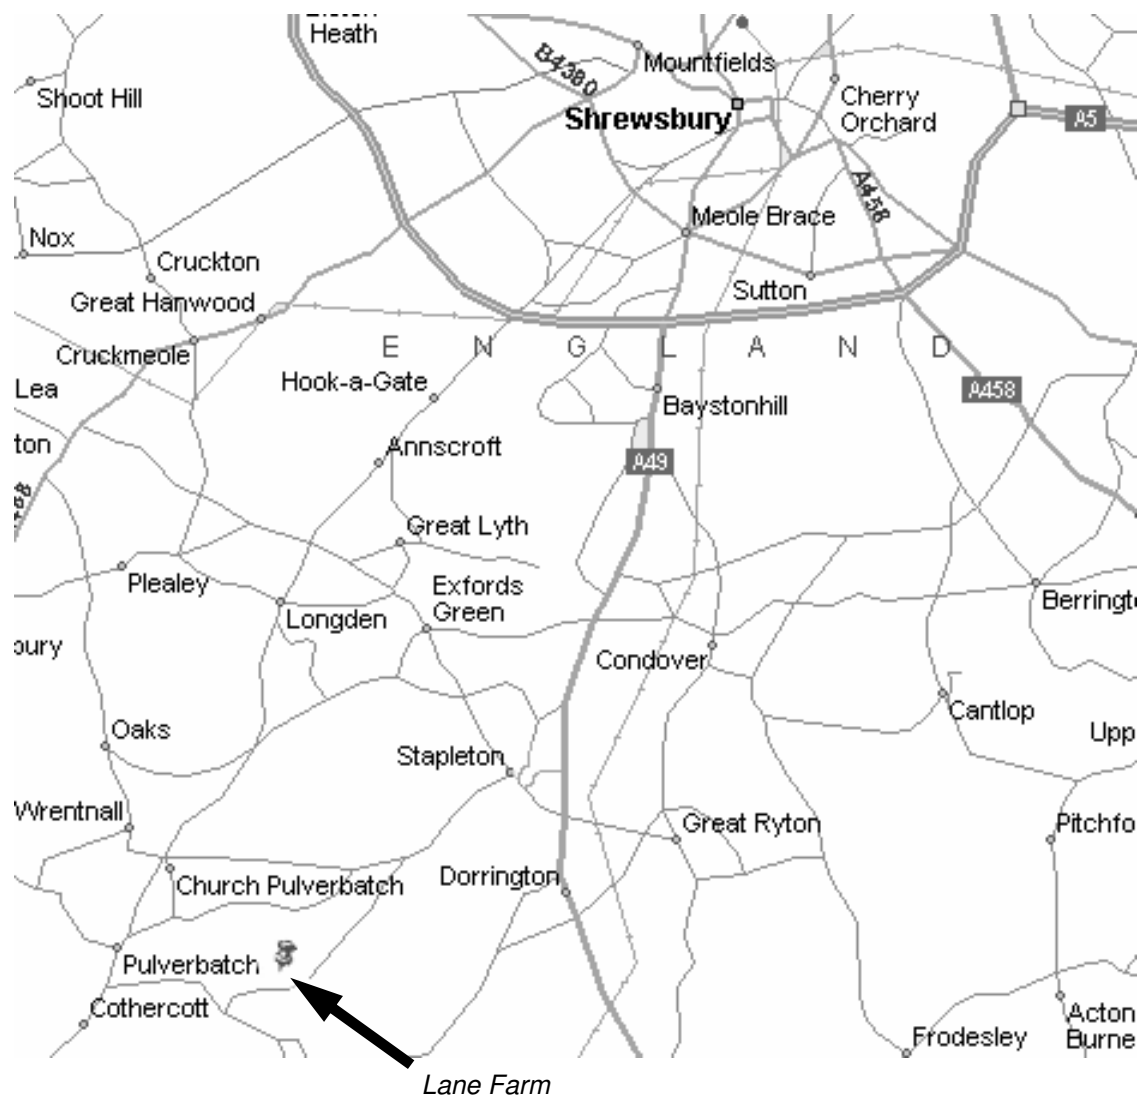 Heath
B4380
Mountfields
Shoot Hill
Cherry
Orchard
Shrewsbury
A5
A458
Meole Brace
Nox
Cruckton
Sutton
Great Hanwood
E N G L A N D
Cruckmeole
Hook-a-Gate
Lea
A458
Baystonhill
ton
Annscroft
A49
Great Lyth
Plealey
Exfords
Green
Longden
Berringt
bury
Condover
Cantlop
Oaks
Upp
Stapleton
Wrentnall
Great Ryton
Pitchfo
Church Pulverbatch
Dorrington
Pulverbatch
Cothercott
Acton
Burne
Frodesley
Lane Farm